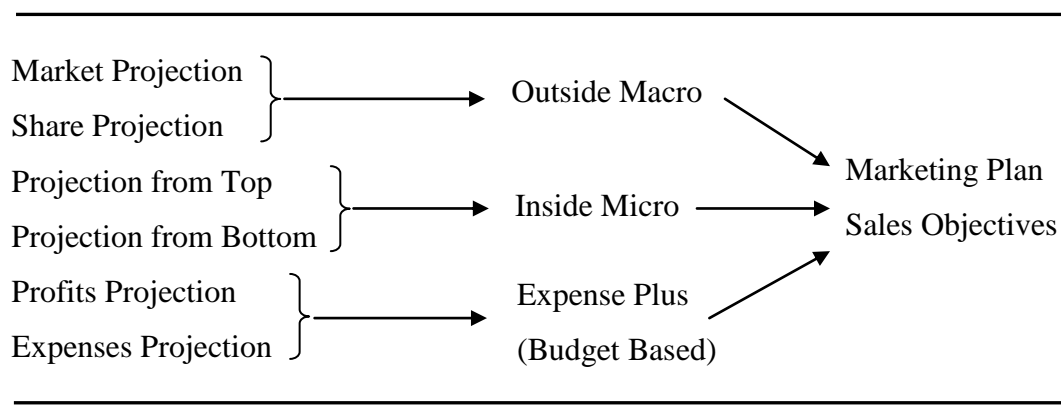 Market Projection
Share Projection
Outside Macro
Projection from Top
Projection from Bottom
Inside Micro
Profits Projection
Expenses Projection
Expense Plus
(Budget Based)
Marketing Plan
Sales Objectives